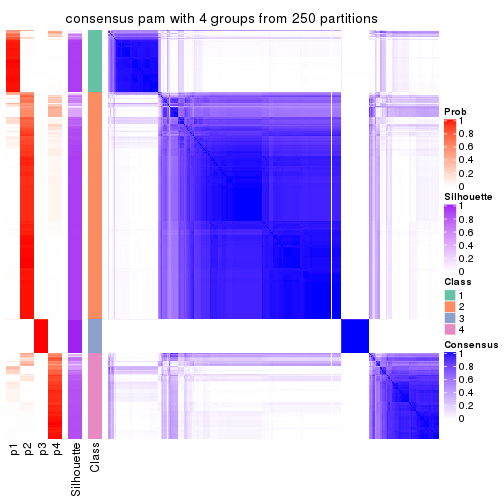 consensus pam with 4 groups from 250 partitions
Prob
1
0.8
0.6
0.4
0.2
0
Silhouette
1
0.8
0.6
0.4
0.2
0
Class
1
2
3
4
Consensus
1
0.8
0.6
0.4
0.2
0
p1
p2
p3
p4
Silhouette
Class